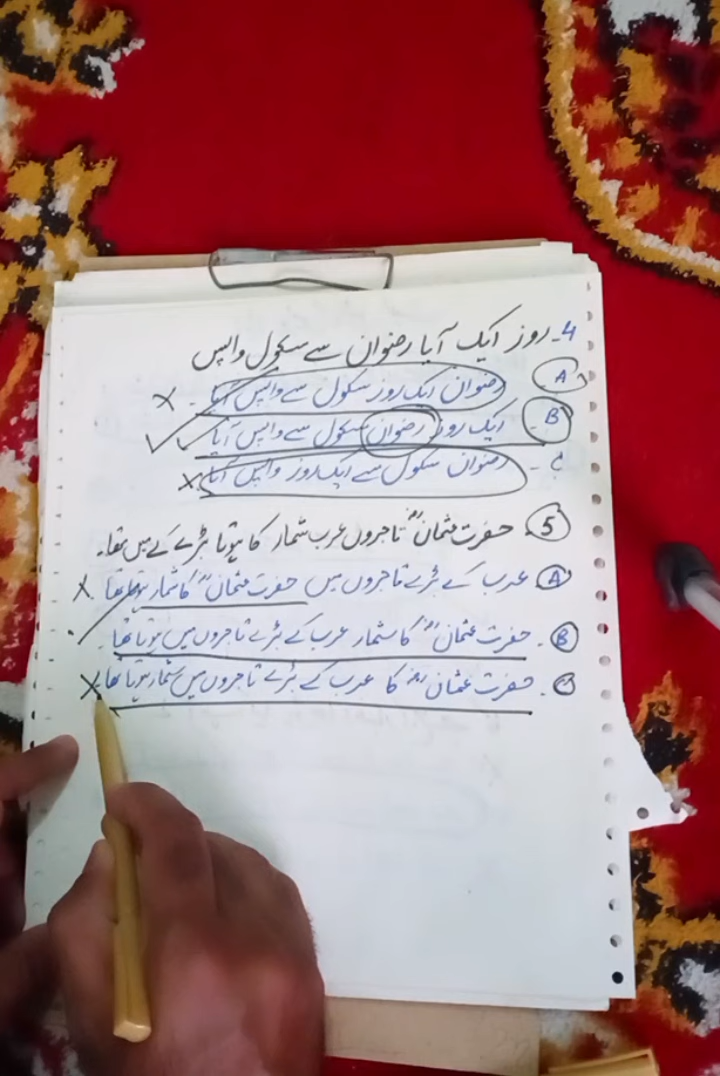 4- روز ایک آیا رضوان سے سکول واپس
A - رضوان ایک روز سکول سے واپس آیا -
B - ایک روز رضوان سکول سے واپس آیا
C - رضوان سکول سے ایک روز واپس آیا
5 - حضرت عثمانؓ تاجروں عرب شمار کا ہوتا بڑے کے میں تھا-
A - عرب کے بڑے تاجروں میں حضرت عثمانؓ کا شمار ہوتا تھا
B - حضرت عثمانؓ کا شمار عرب کے بڑے تاجروں میں ہوتا تھا
C - حضرت عثمانؓ کا عرب کے بڑے تاجروں میں شمار ہوتا تھا-